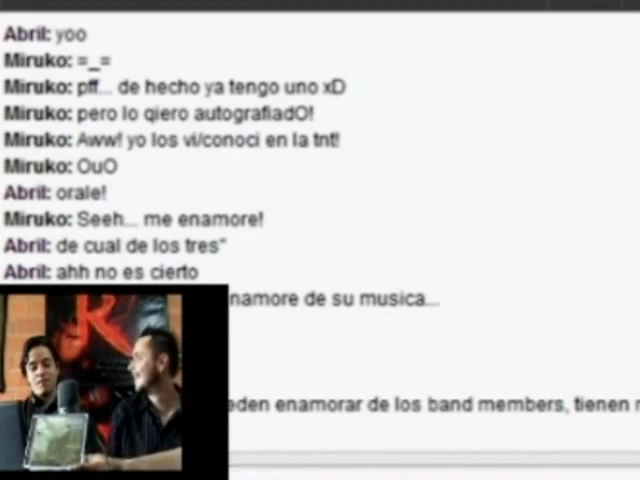 Abril: yoo
Miruko: =_=
Miruko: pff... de hecho ya tengo uno xD
Miruko: pero lo qiero autografiadO!
Miruko: Aww! yo los vi/conoci en la tnt!
Miruko: OuO
Abril: orale!
Miruko: Seeh... me enamore!
Abril: de cual de los tres"
Abril: ahh no es cierto
namore de su musica...
eden enamorar de los band members, tienen